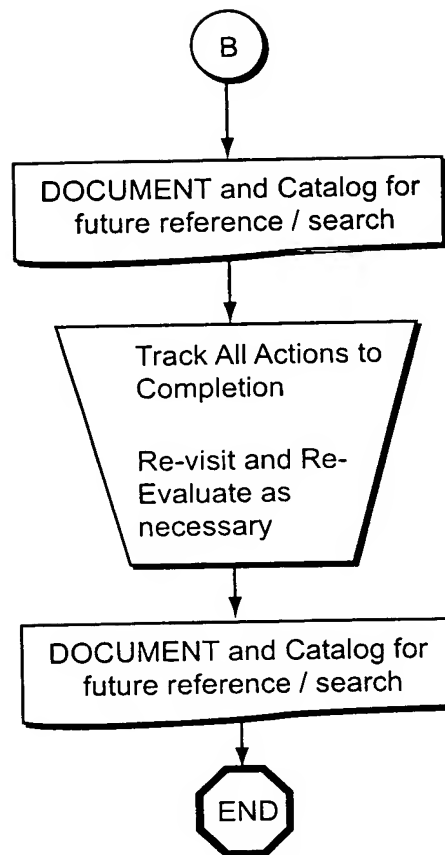 B
DOCUMENT and Catalog for
future reference / search
Track All Actions to
Completion
Re-visit and Re-
Evaluate as
necessary
DOCUMENT and Catalog for
future reference / search
END